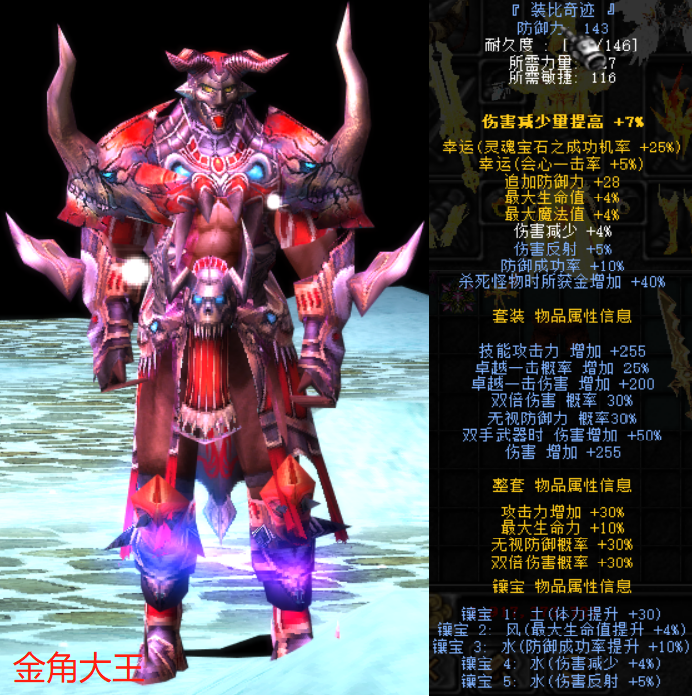 『 装比奇迹 』
防御力: 143
耐久度 : [ /146]
所需力量: 7
所需敏捷: 116
伤害减少量提高 +7%
幸运(灵魂宝石之成功机率 +25%)
幸运(会心一击率 +5%)
追加防御力 +28
最大生命值 +4%
最大魔法值 +4%
伤害减少 +4%
伤害反射 +5%
防御成功率 +10%
杀死怪物时所获金增加 +40%
套装 物品属性信息
技能攻击力 增加 +255
卓越一击概率 增加 25%
卓越一击伤害 增加 +200
双倍伤害 概率 30%
无视防御力 概率30%
双手武器时 伤害增加 +50%
伤害 增加 +255
整套 物品属性信息
攻击力增加 +30%
最大生命力 +10%
无视防御概率 +30%
双倍伤害概率 +30%
镶宝 物品属性信息
镶宝 1: 土(体力提升 +30)
镶宝 2: 风(最大生命值提升 +4%)
镶宝 3: 水(防御成功率提升 +10%)
镶宝 4: 水(伤害减少 +4%)
镶宝 5: 水(伤害反射 +5%)
金角大王